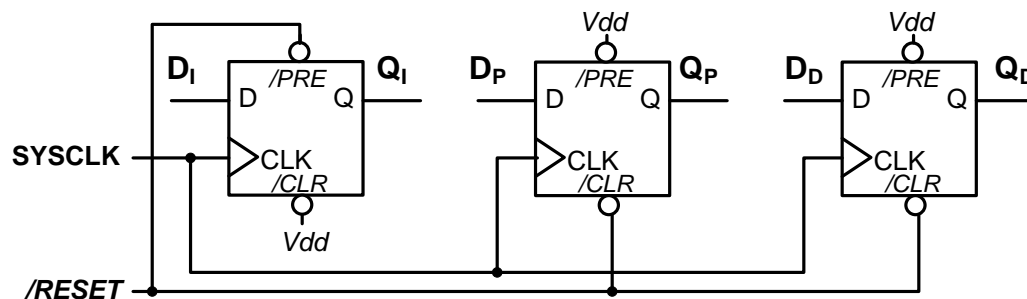 Vdd
Vdd
D_I
/PRE
Q_I
D_P
/PRE
Q_P
D_D
/PRE
Q_D
D
Q
D
Q
D
Q
SYSCLK
CLK
CLK
CLK
/CLR
/CLR
/CLR
Vdd
/RESET